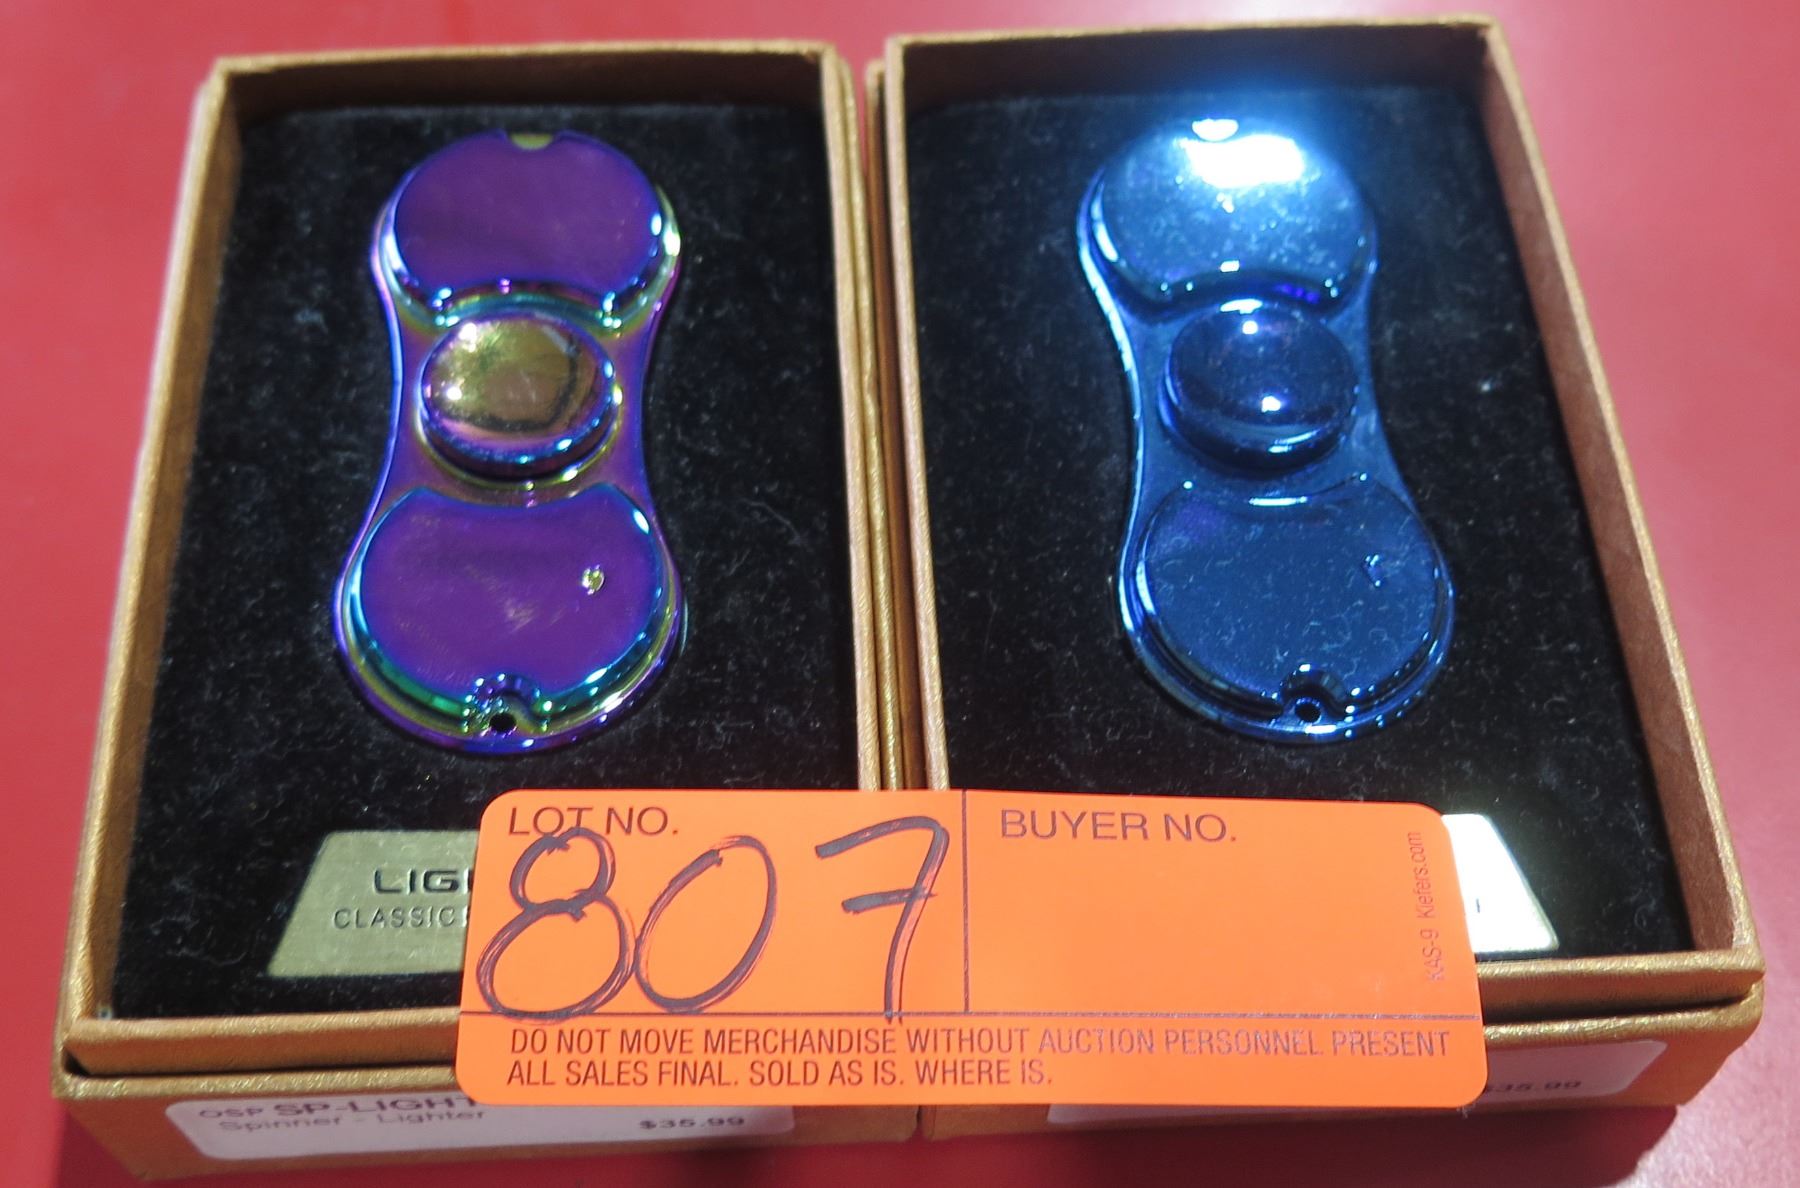 LOT NO.
BUYER NO.
807
KAS-9 Kiefers.com
DO NOT MOVE MERCHANDISE WITHOUT AUCTION PERSONNEL PRESENT
ALL SALES FINAL. SOLD AS IS. WHERE IS.
CLASSIC
OSP SP-LIGHT
Spinner - Lighter
$35.99
$35.99